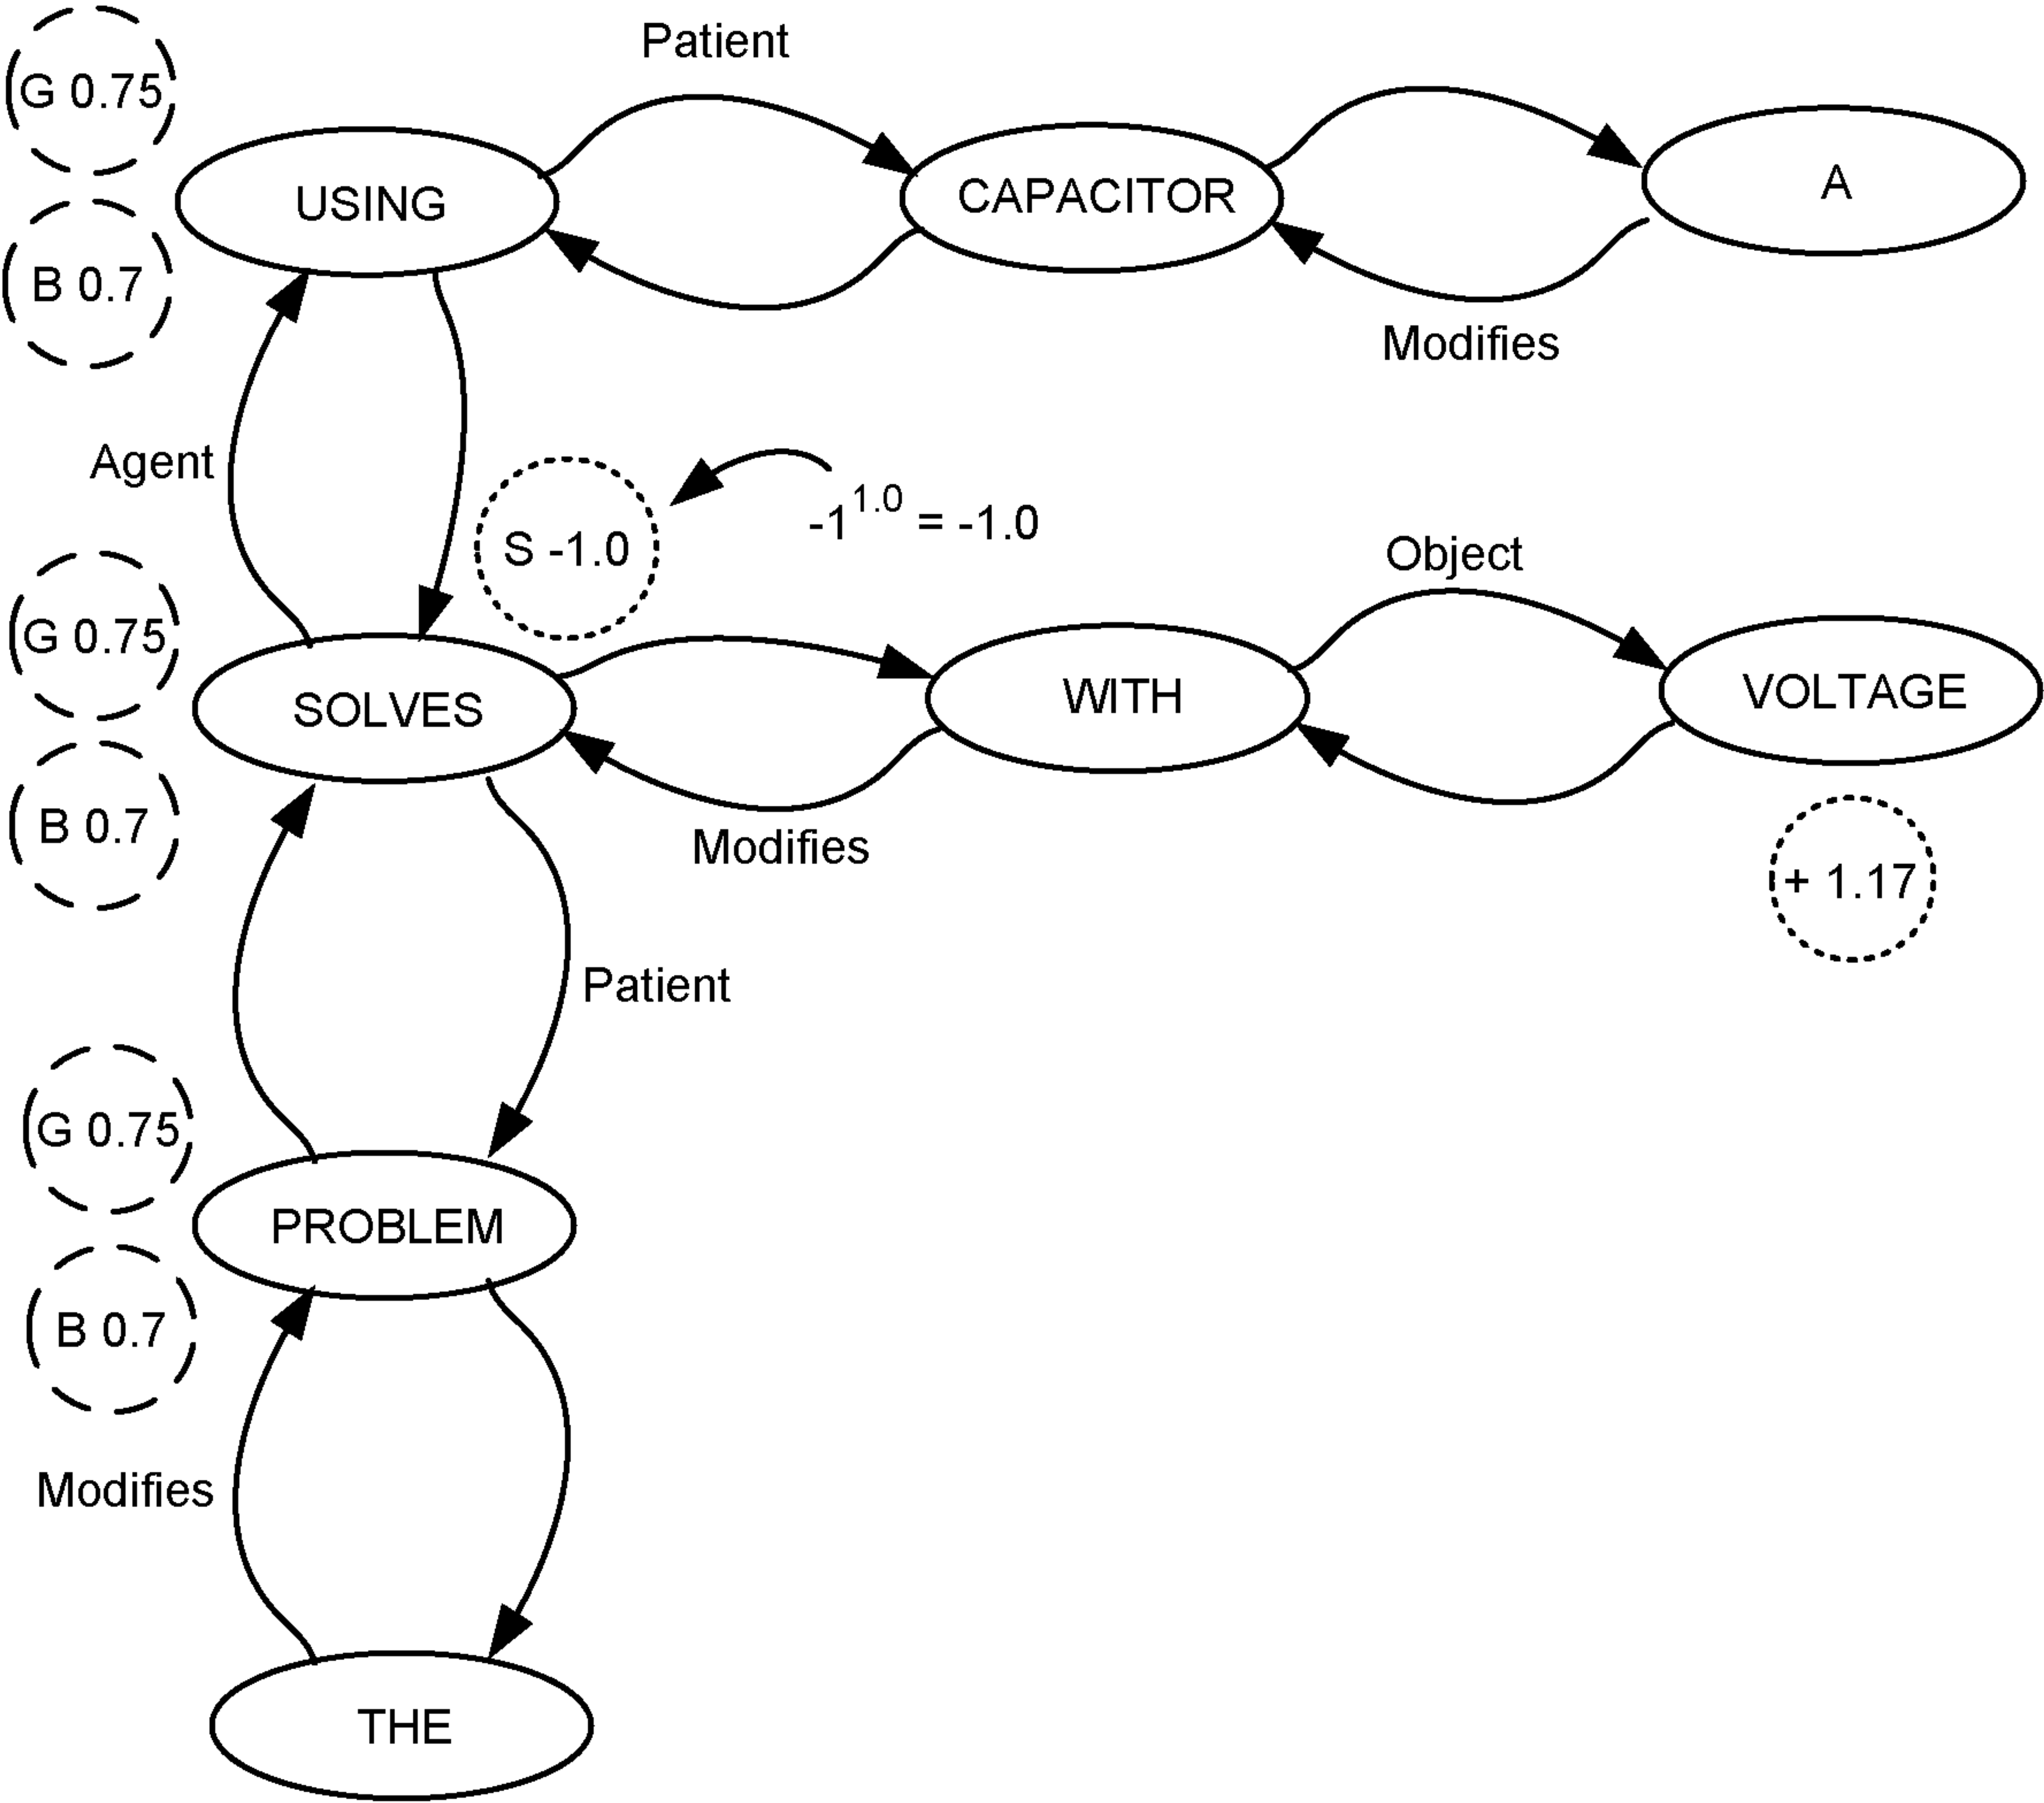 Patient
G 0.75
USING
CAPACITOR
A
B 0.7
Modifies
Agent
-1^1.0 = -1.0
S -1.0
Object
G 0.75
SOLVES
WITH
VOLTAGE
B 0.7
Modifies
+ 1.17
Patient
G 0.75
PROBLEM
B 0.7
Modifies
THE